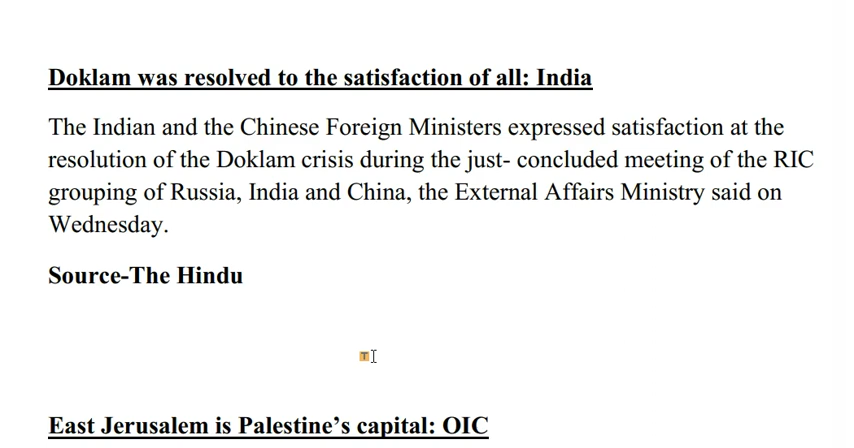 Doklam was resolved to the satisfaction of all: India
The Indian and the Chinese Foreign Ministers expressed satisfaction at the
resolution of the Doklam crisis during the just- concluded meeting of the RIC
grouping of Russia, India and China, the External Affairs Ministry said on
Wednesday.
Source-The Hindu
T
East Jerusalem is Palestine’s capital: OIC